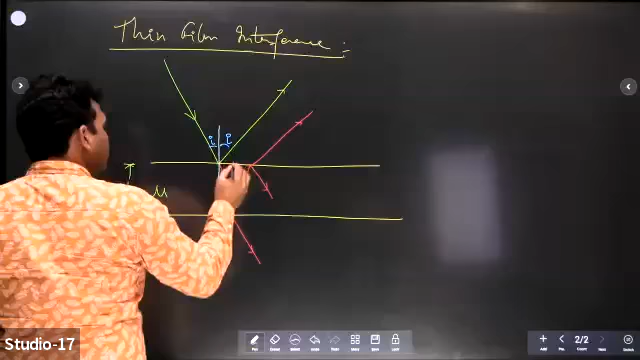 Thin Film Interference :-
i i
μ
Studio-17
2/2